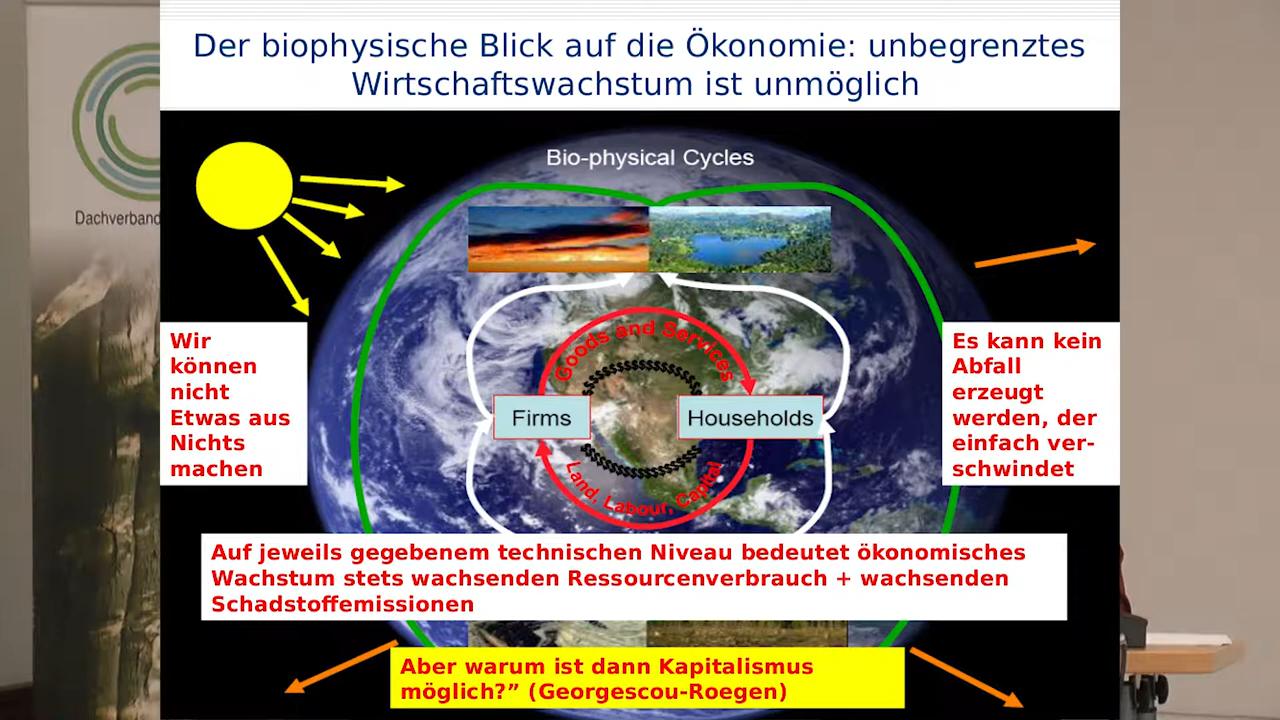 Der biophysische Blick auf die Ökonomie: unbegrenztes
Wirtschaftswachstum ist unmöglich
Bio-physical Cycles
Dachverband
Wir
können
nicht
Etwas aus
Nichts
machen
Goods and Services
Firms
Households
Land, Labour, Capital
Es kann kein
Abfall
erzeugt
werden, der
einfach ver-
schwindet
Auf jeweils gegebenem technischen Niveau bedeutet ökonomisches
Wachstum stets wachsenden Ressourcenverbrauch + wachsenden
Schadstoffemissionen
Aber warum ist dann Kapitalismus
möglich?” (Georgescou-Roegen)